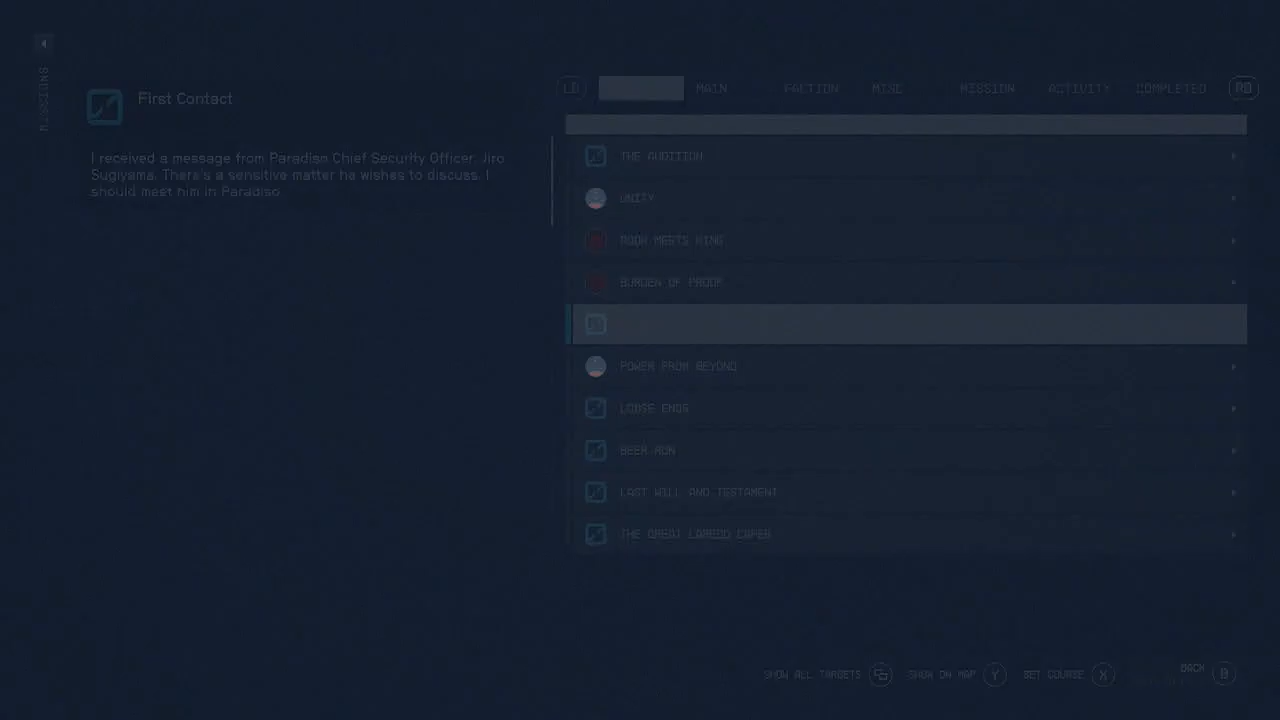 MISSIONS
First Contact
I received a message from Paradiso Chief Security Officer, Jiro
Sugiyama. There's a sensitive matter he wishes to discuss. I
should meet him in Paradiso.
LB MAIN FACTION MISC MISSION ACTIVITY COMPLETED RB
THE AUDITION
UNITY
ROOK MEETS KING
BURDEN OF PROOF
POWER FROM BEYOND
LOOSE ENDS
BEER RUN
LAST WILL AND TESTAMENT
THE GREAT LAREDO CAPER
SHOW ALL TARGETS SHOW ON MAP Y SET COURSE X BACK B